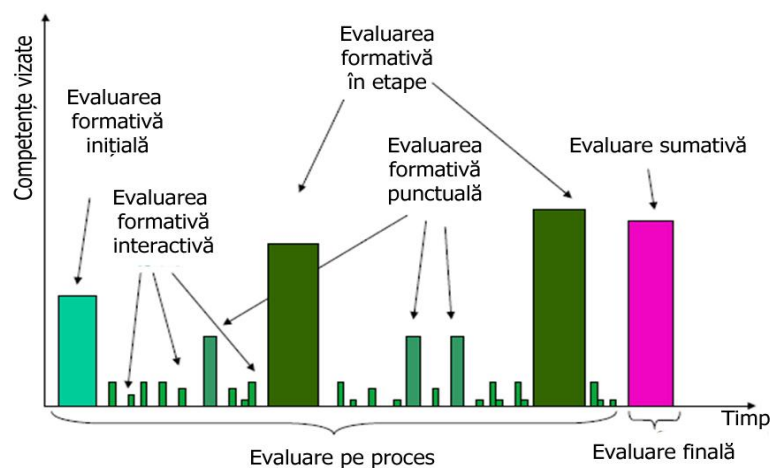 Competențe vizate
Evaluarea
formativă
inițială
Evaluarea
formativă
interactivă
Evaluarea
formativă
în etape
Evaluarea
formativă
punctuală
Evaluare sumativă
Timp
Evaluare pe proces
Evaluare finală